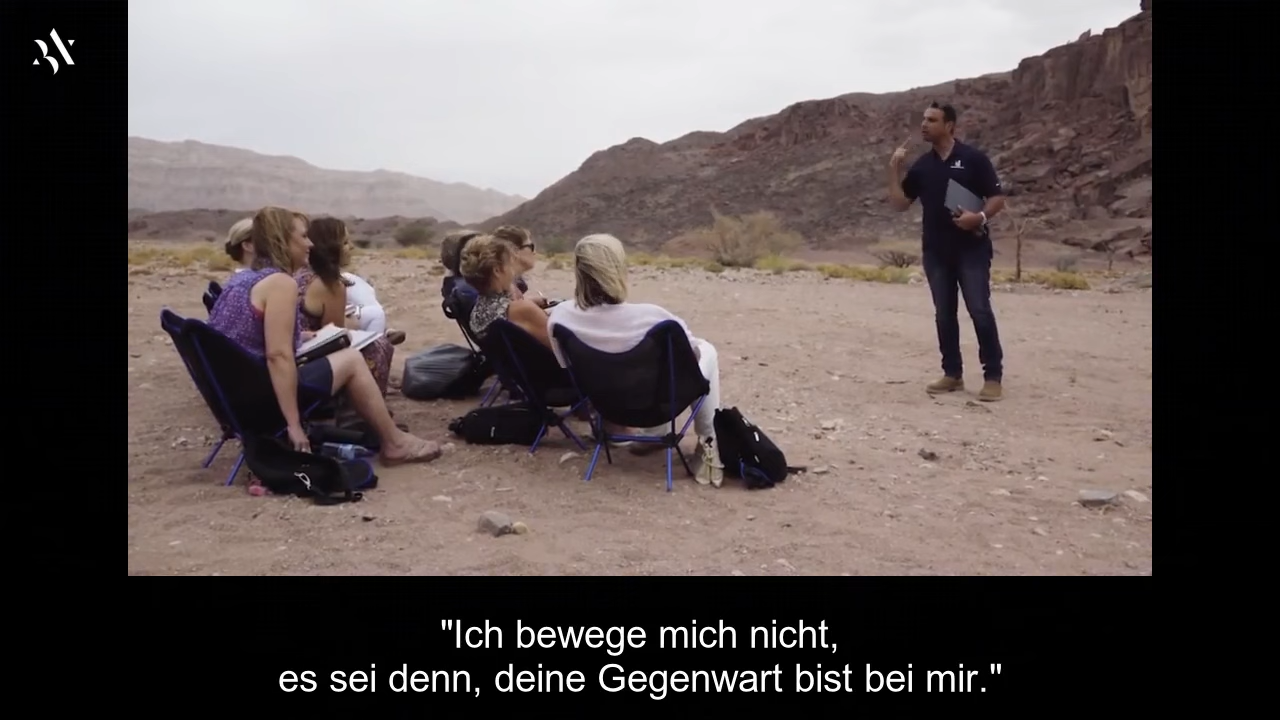 "Ich bewege mich nicht,
es sei denn, deine Gegenwart bist bei mir."